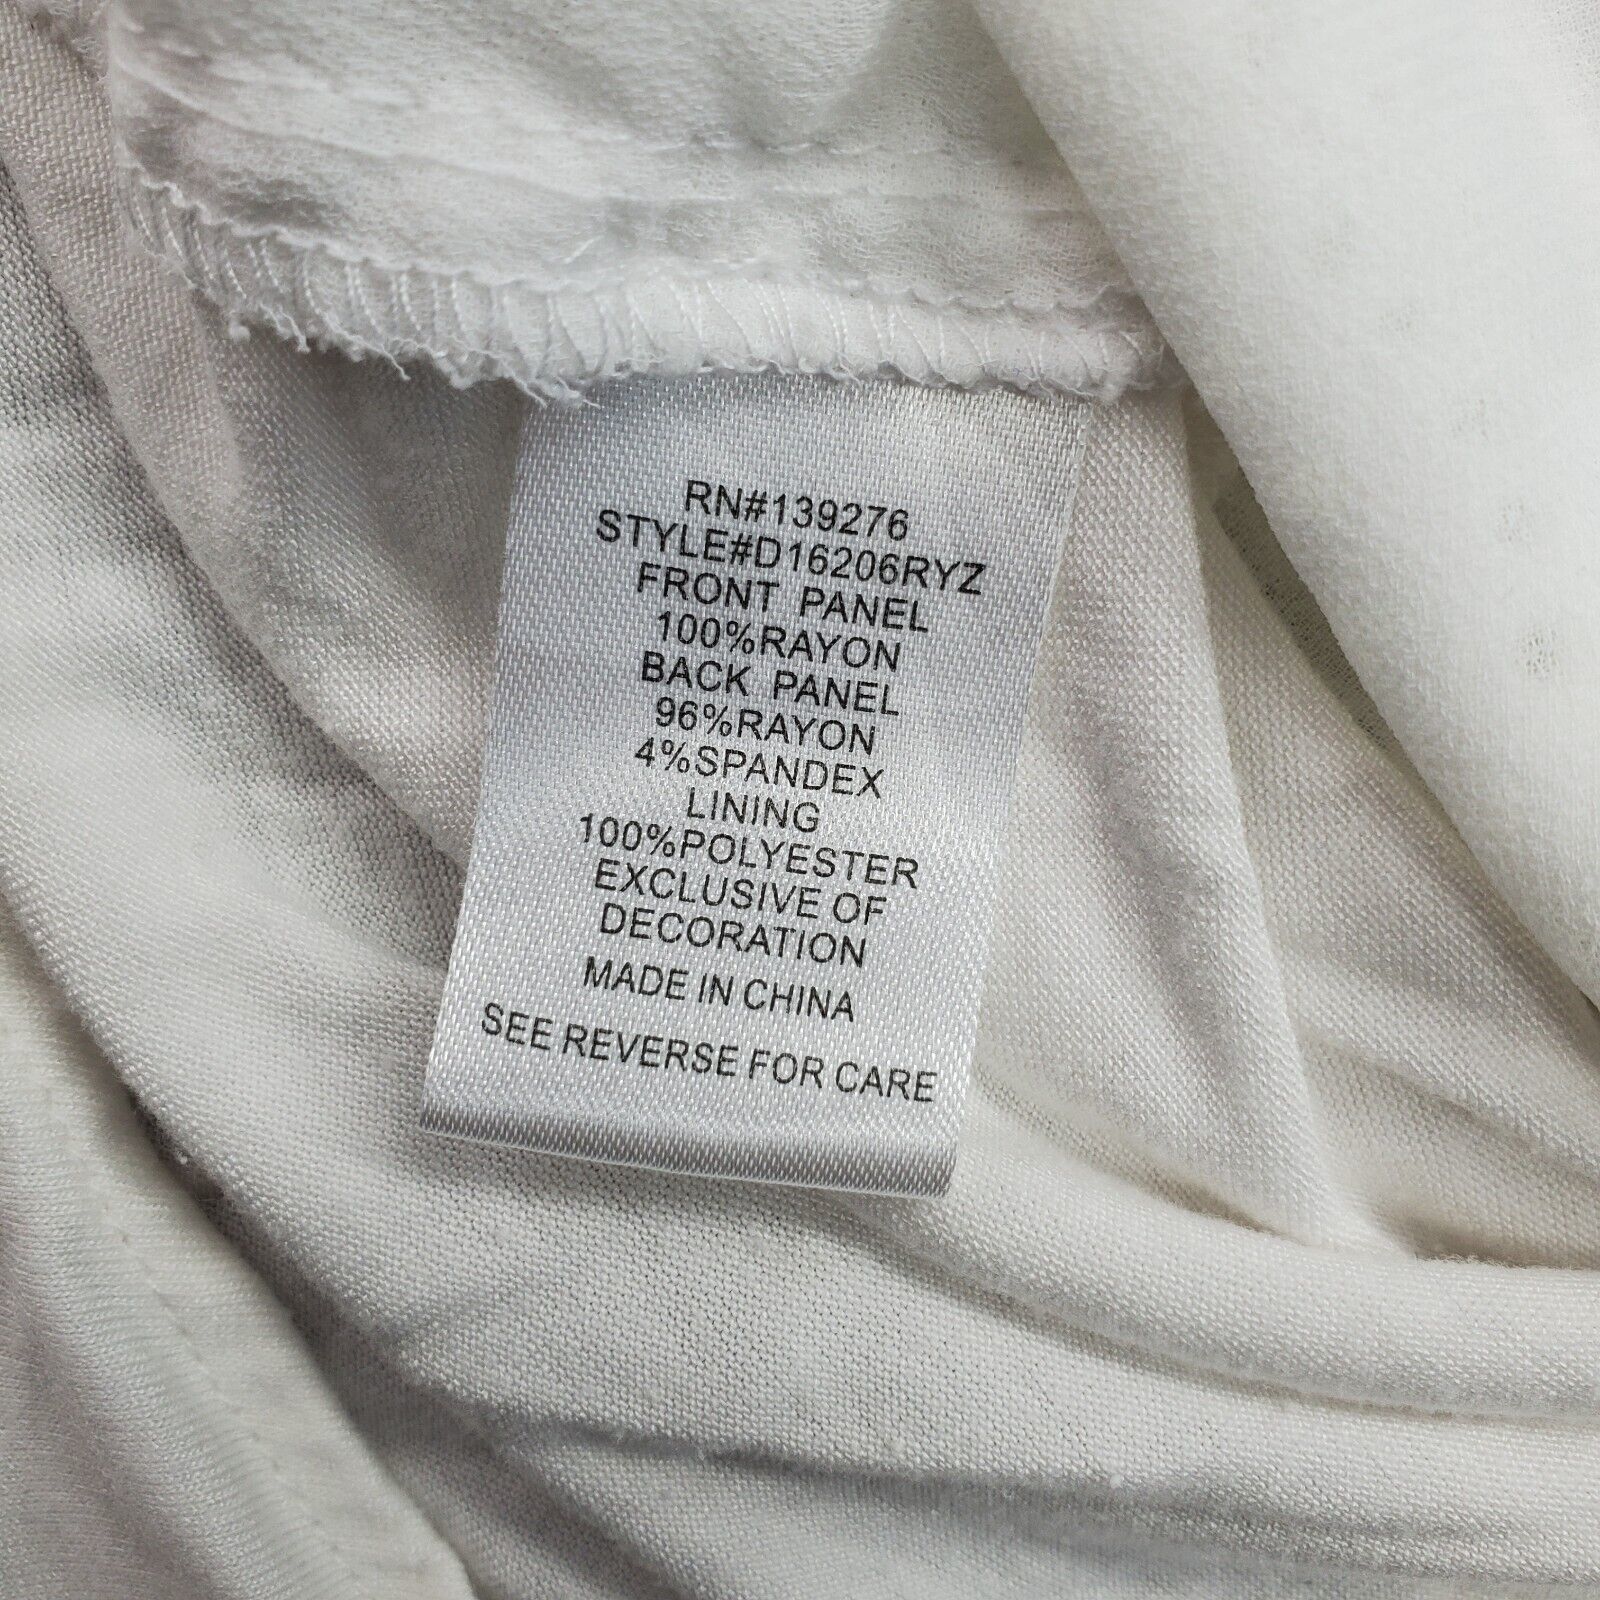 RN#139276
STYLE#D16206RYZ
FRONT PANEL
100%RAYON
BACK PANEL
96%RAYON
4%SPANDEX
LINING
100%POLYESTER
EXCLUSIVE OF
DECORATION
MADE IN CHINA
SEE REVERSE FOR CARE